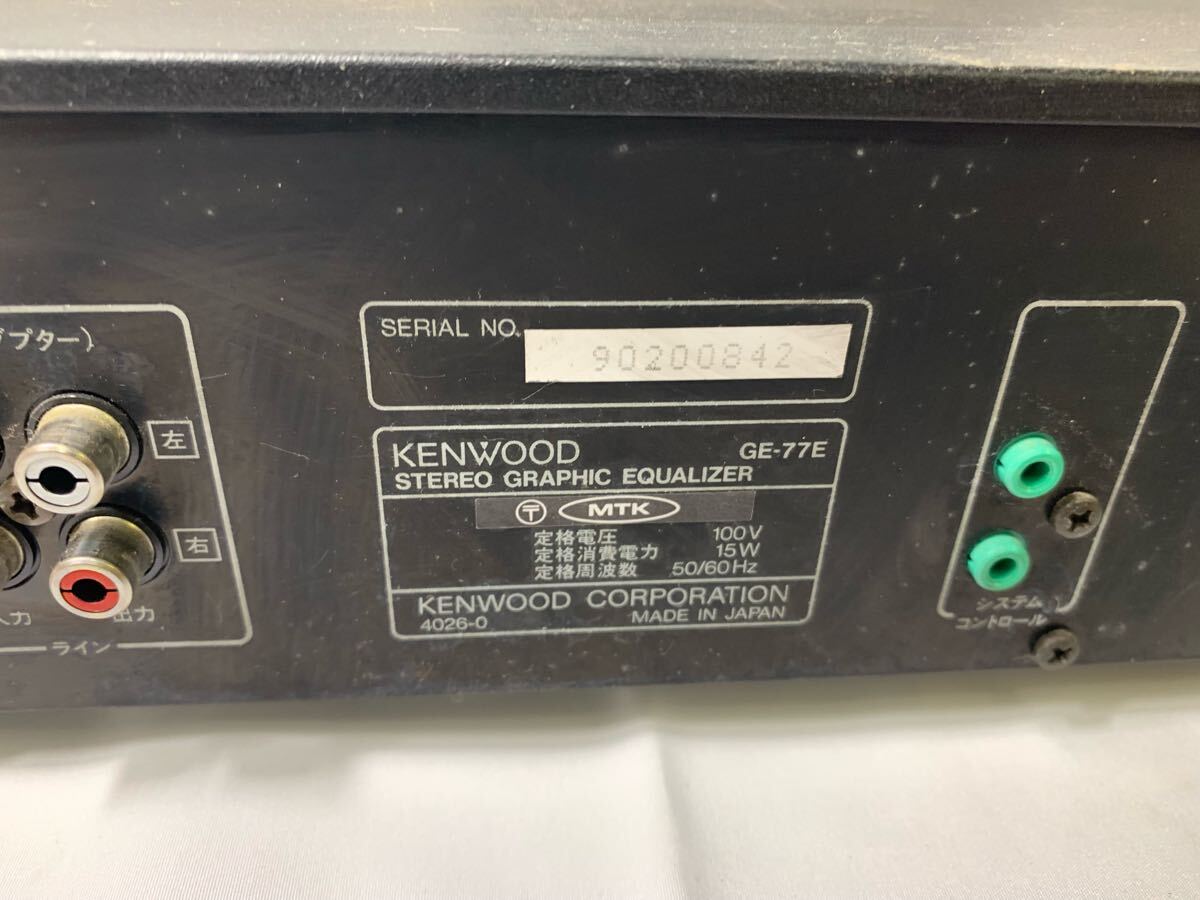 プター)
左
右
入力 出力
ライン
SERIAL NO. 90200842
KENWOOD GE-77E
STEREO GRAPHIC EQUALIZER
〒 MTK
定格電圧 100V
定格消費電力 15W
定格周波数 50/60Hz
KENWOOD CORPORATION
4026-0 MADE IN JAPAN
システム
コントロール